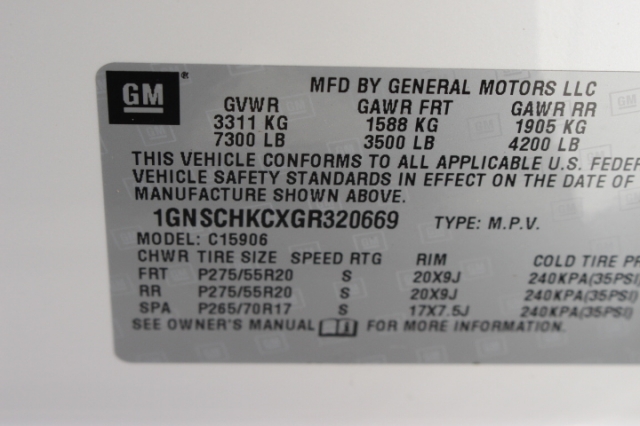 GM®
MFD BY GENERAL MOTORS LLC
GVWR GAWR FRT GAWR RR
3311 KG 1588 KG 1905 KG
7300 LB 3500 LB 4200 LB
THIS VEHICLE CONFORMS TO ALL APPLICABLE U.S. FEDER
VEHICLE SAFETY STANDARDS IN EFFECT ON THE DATE OF
MANUFACTURE SHOWN ABOVE.
1GNSCHKCXGR320669 TYPE: M.P.V.
MODEL: C15906
CHWR TIRE SIZE SPEED RTG RIM COLD TIRE PR
FRT P275/55R20 S 20X9J 240KPA(35PSI)
RR P275/55R20 S 20X9J 240KPA(35PSI)
SPA P265/70R17 S 17X7.5J 240KPA(35PSI)
SEE OWNER'S MANUAL FOR MORE INFORMATION.